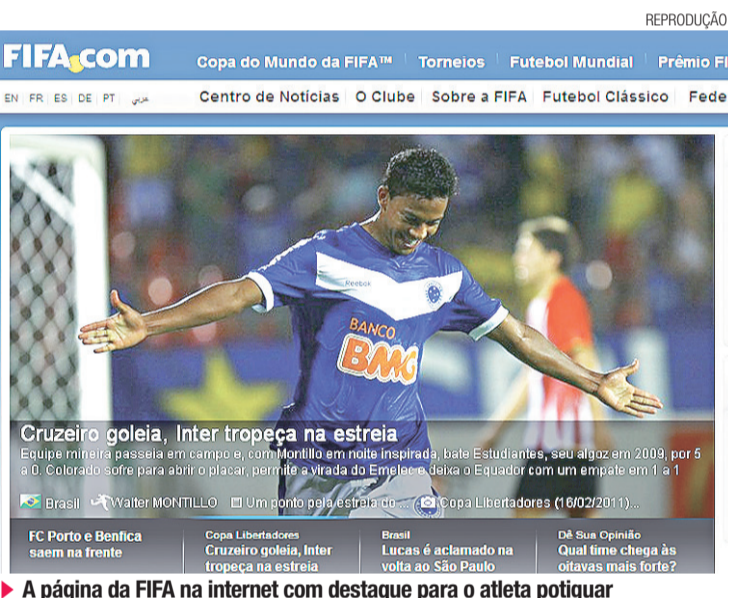 REPRODUÇÃO
FIFA.com
Copa do Mundo da FIFA™ Torneios Futebol Mundial Prêmio FI
EN FR ES DE PT عربي
Centro de Notícias O Clube Sobre a FIFA Futebol Clássico Fede
Reebok
BANCO
BMG
Cruzeiro goleia, Inter tropeça na estreia
Equipe mineira passeia em campo e, com Montillo em noite inspirada, bate Estudiantes, seu algoz em 2009, por 5
a 0. Colorado sofre para abrir o placar, permite a virada do Emelec e deixa o Equador com um empate em 1 a 1
Brasil Walter MONTILLO Um ponto pela estreia do... Copa Libertadores (16/02/2011)...
FC Porto e Benfica
saem na frente
Copa Libertadores
Cruzeiro goleia, Inter
tropeça na estreia
Brasil
Lucas é aclamado na
volta ao São Paulo
Dê Sua Opinião
Qual time chega às
oitavas mais forte?
A página da FIFA na internet com destaque para o atleta potiguar